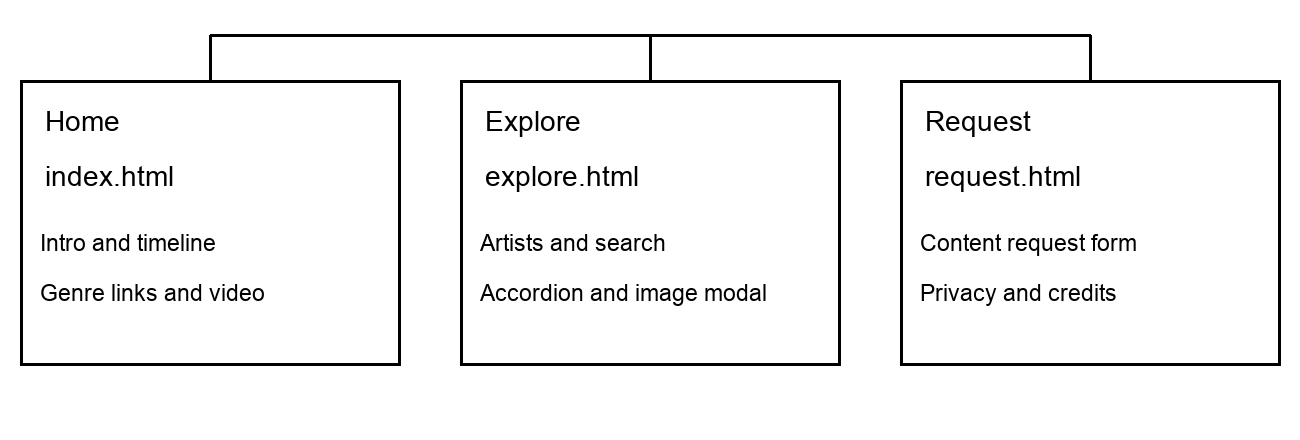 Home
index.html
Intro and timeline
Genre links and video
Explore
explore.html
Artists and search
Accordion and image modal
Request
request.html
Content request form
Privacy and credits